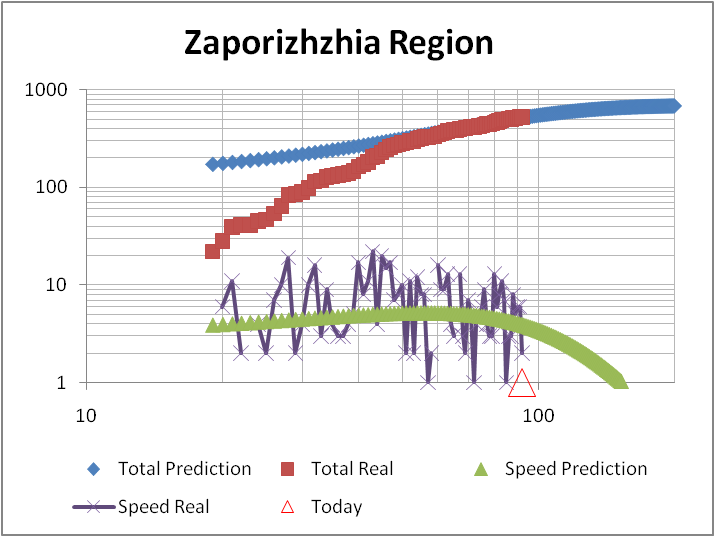 Zaporizhzhia Region
1000
100
10
1
10 100
Total Prediction Total Real Speed Prediction
Speed Real Today